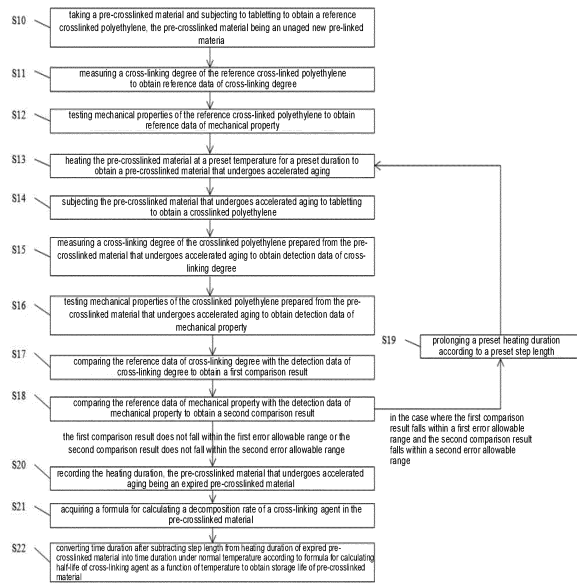 S10
taking a pre-crosslinked material and subjecting to tabletting to obtain a reference
crosslinked polyethylene, the pre-crosslinked material being an unaged new pre-linked
materia
S11
measuring a cross-linking degree of the reference cross-linked polyethylene
to obtain reference data of cross-linking degree
S12
testing mechanical properties of the reference cross-linked polyethylene to obtain
reference data of mechanical property
S13
heating the pre-crosslinked material at a preset temperature for a preset duration to
obtain a pre-crosslinked material that undergoes accelerated aging
S14
subjecting the pre-crosslinked material that undergoes accelerated aging to tabletting
to obtain a crosslinked polyethylene
S15
measuring a cross-linking degree of the crosslinked polyethylene prepared from the pre-
crosslinked material that undergoes accelerated aging to obtain detection data of cross-
linking degree
S16
testing mechanical properties of the crosslinked polyethylene prepared from the pre-
crosslinked material that undergoes accelerated aging to obtain detection data of
mechanical property
S17
comparing the reference data of cross-linking degree with the detection data of
cross-linking degree to obtain a first comparison result
S18
comparing the reference data of mechanical property with the detection data of
mechanical property to obtain a second comparison result
S19
prolonging a preset heating duration
according to a preset step length
in the case where the first comparison
result falls within a first error allowable
range and the second comparison result
falls within a second error allowable
range
the first comparison result does not fall within the first error allowable range or the
second comparison result does not fall within the second error allowable range
S20
recording the heating duration, the pre-crosslinked material that undergoes accelerated
aging being an expired pre-crosslinked material
S21
acquiring a formula for calculating a decomposition rate of a cross-linking agent in the
pre-crosslinked material
S22
converting time duration after subtracting step length from heating duration of expired pre-
crosslinked material into time duration under normal temperature according to formula for calculating
half-life of cross-linking agent as a function of temperature to obtain storage life of pre-crosslinked
material